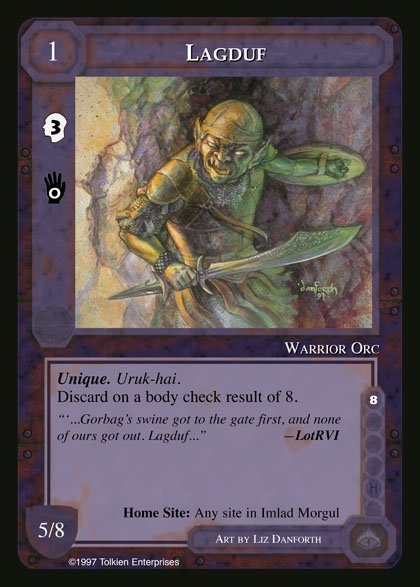 1
LAGDUF
3
0
'danforth
97
WARRIOR ORC
Unique. Uruk-hai.
Discard on a body check result of 8.
8
“‘...Gorbag's swine got to the gate first, and none
of ours got out. Lagduf...” —LotRVI
H
Home Site: Any site in Imlad Morgul
5/8
ART BY LIZ DANFORTH
©1997 Tolkien Enterprises